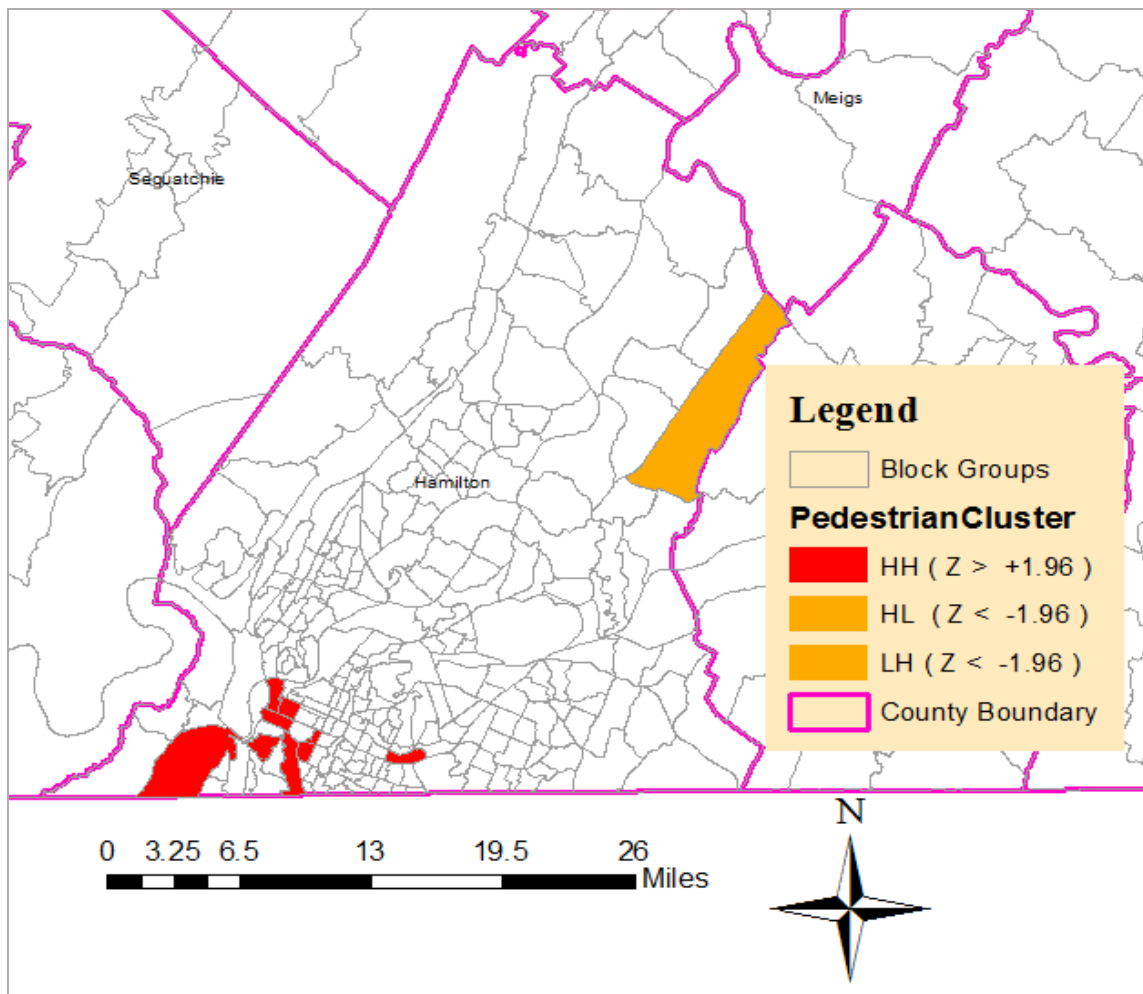 Meigs
Sequatchie
Hamilton
Legend
Block Groups
PedestrianCluster
HH ( Z > +1.96 )
HL ( Z < -1.96 )
LH ( Z < -1.96 )
County Boundary
N
0 3.25 6.5 13 19.5 26
Miles